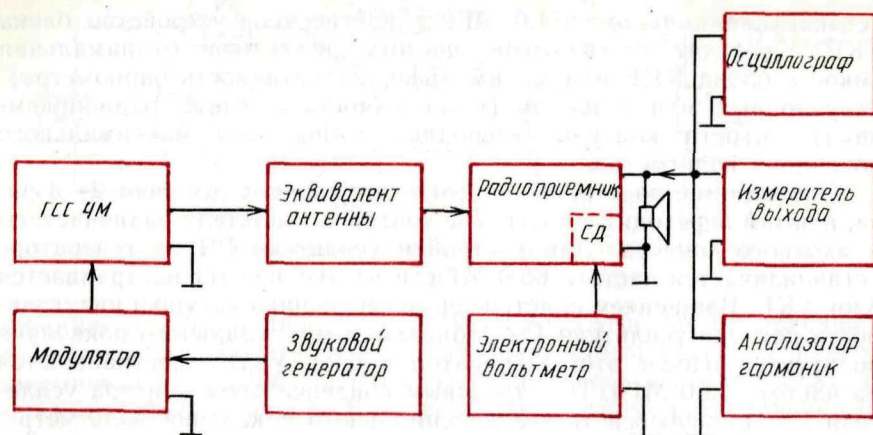 Осциллограф
ГСС ЧМ
Эквивалент
антенны
Радиоприемник
СД
Измеритель
выхода
Модулятор
Звуковой
генератор
Электронный
вольтметр
Анализатор
гармоник